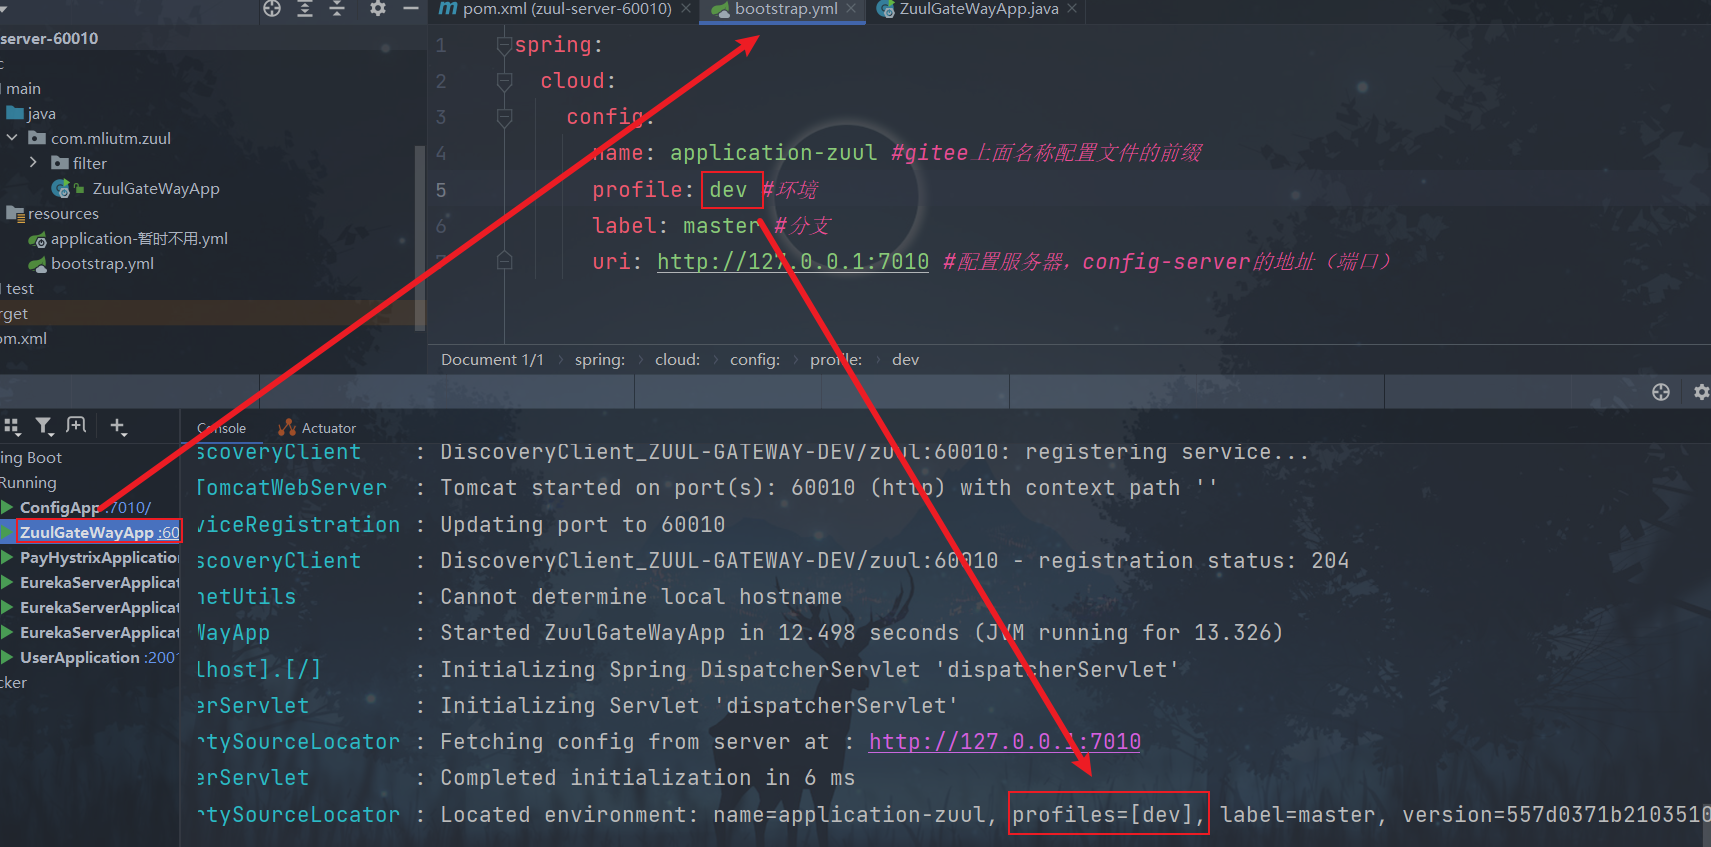 pom.xml (zuul-server-60010)
bootstrap.yml
ZuulGateWayApp.java
server-60010
main
java
com.mliutm.zuul
filter
ZuulGateWayApp
resources
application-暂时不用.yml
bootstrap.yml
test
rget
om.xml
1 spring:
2 cloud:
3 config:
4 name: application-zuul #gitee上面名称配置文件的前缀
5 profile: dev #环境
6 label: master #分支
7 uri: http://127.0.0.1:7010 #配置服务器，config-server的地址（端口）
Document 1/1 spring: cloud: config: profile: dev
Console Actuator
ing Boot
Running
ConfigApp :7010/
ZuulGateWayApp :60
PayHystrixApplication
EurekaServerApplicat
EurekaServerApplicat
EurekaServerApplicat
UserApplication :2001
cker
scoveryClient : DiscoveryClient_ZUUL-GATEWAY-DEV/zuul:60010: registering service...
TomcatWebServer : Tomcat started on port(s): 60010 (http) with context path ''
viceRegistration : Updating port to 60010
scoveryClient : DiscoveryClient_ZUUL-GATEWAY-DEV/zuul:60010 - registration status: 204
netUtils : Cannot determine local hostname
WayApp : Started ZuulGateWayApp in 12.498 seconds (JVM running for 13.326)
lhost].[/] : Initializing Spring DispatcherServlet 'dispatcherServlet'
erServlet : Initializing Servlet 'dispatcherServlet'
rtySourceLocator : Fetching config from server at : http://127.0.0.1:7010
erServlet : Completed initialization in 6 ms
rtySourceLocator : Located environment: name=application-zuul, profiles=[dev], label=master, version=557d0371b2103510